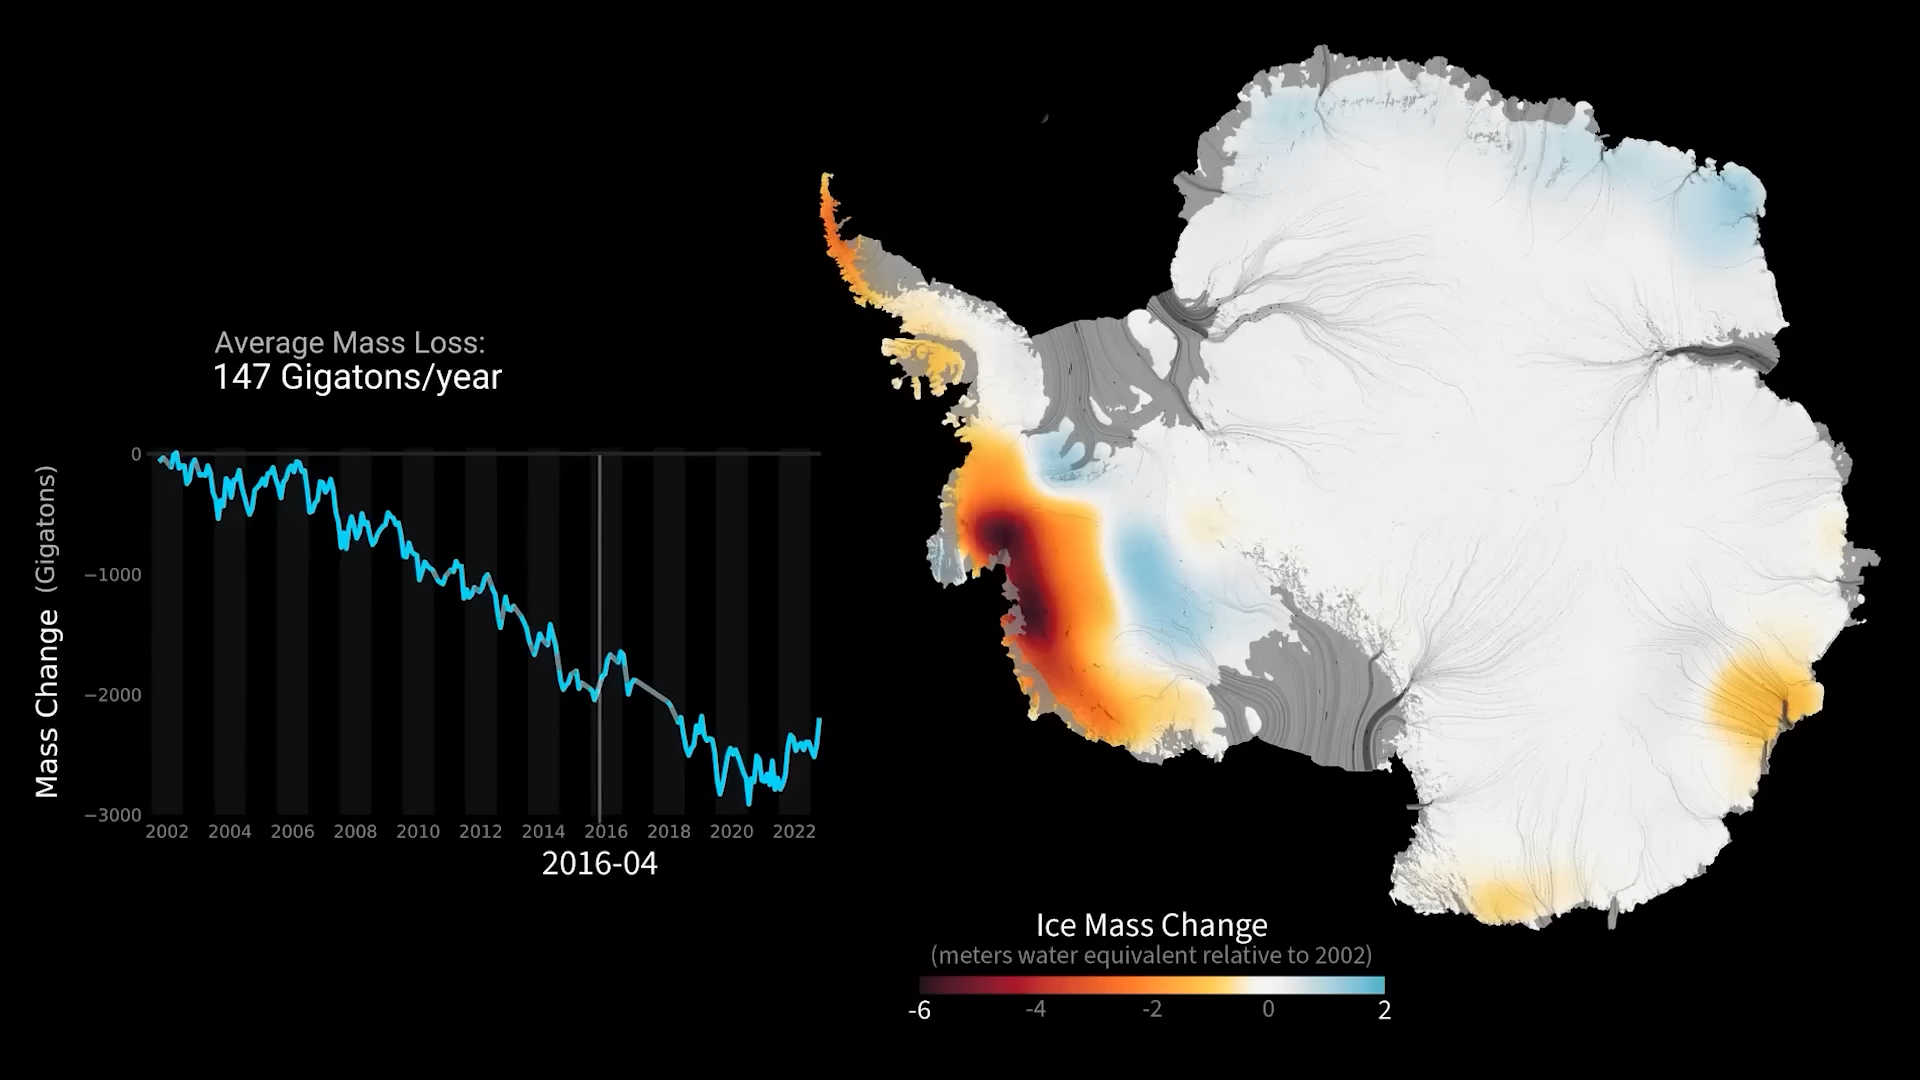 Average Mass Loss:
147 Gigatons/year
Mass Change (Gigatons)
0
−1000
−2000
−3000
2002 2004 2006 2008 2010 2012 2014 2016 2018 2020 2022
2016-04
Ice Mass Change
(meters water equivalent relative to 2002)
-6 -4 -2 0 2